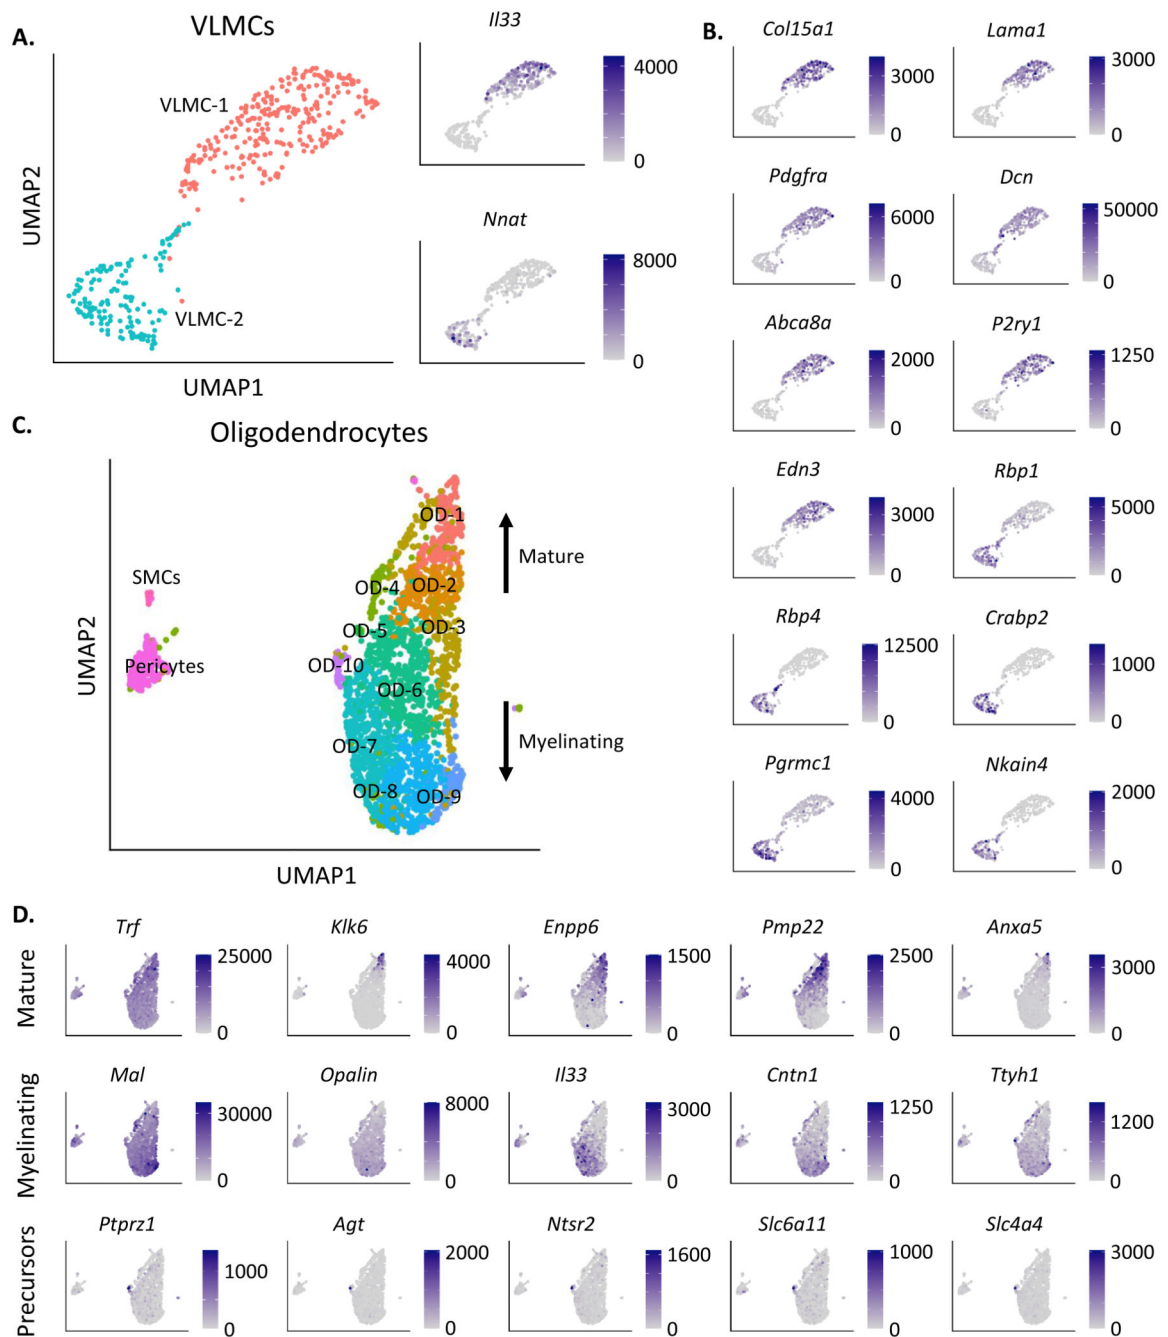 A.
VLMCs
VLMC-1
VLMC-2
UMAP2
UMAP1
Il33
4000
0
Nnat
8000
0
B.
Col15a1
3000
0
Lama1
3000
0
Pdgfra
6000
0
Dcn
50000
0
Abca8a
2000
0
P2ry1
1250
0
Edn3
3000
0
Rbp1
5000
0
Rbp4
12500
0
Crabp2
1000
0
Pgrmc1
4000
0
Nkain4
2000
0
C.
Oligodendrocytes
OD-1
Mature
SMCs
OD-4
OD-2
OD-5
OD-3
Pericytes
OD-10
OD-6
OD-7
Myelinating
OD-8
OD-9
UMAP2
UMAP1
D.
Mature
Trf
25000
0
Klk6
4000
0
Enpp6
1500
0
Pmp22
2500
0
Anxa5
3000
0
Myelinating
Mal
30000
0
Opalin
8000
0
Il33
3000
0
Cntn1
1250
0
Ttyh1
1200
0
Precursors
Ptprz1
1000
0
Agt
2000
0
Ntsr2
1600
0
Slc6a11
1000
0
Slc4a4
3000
0